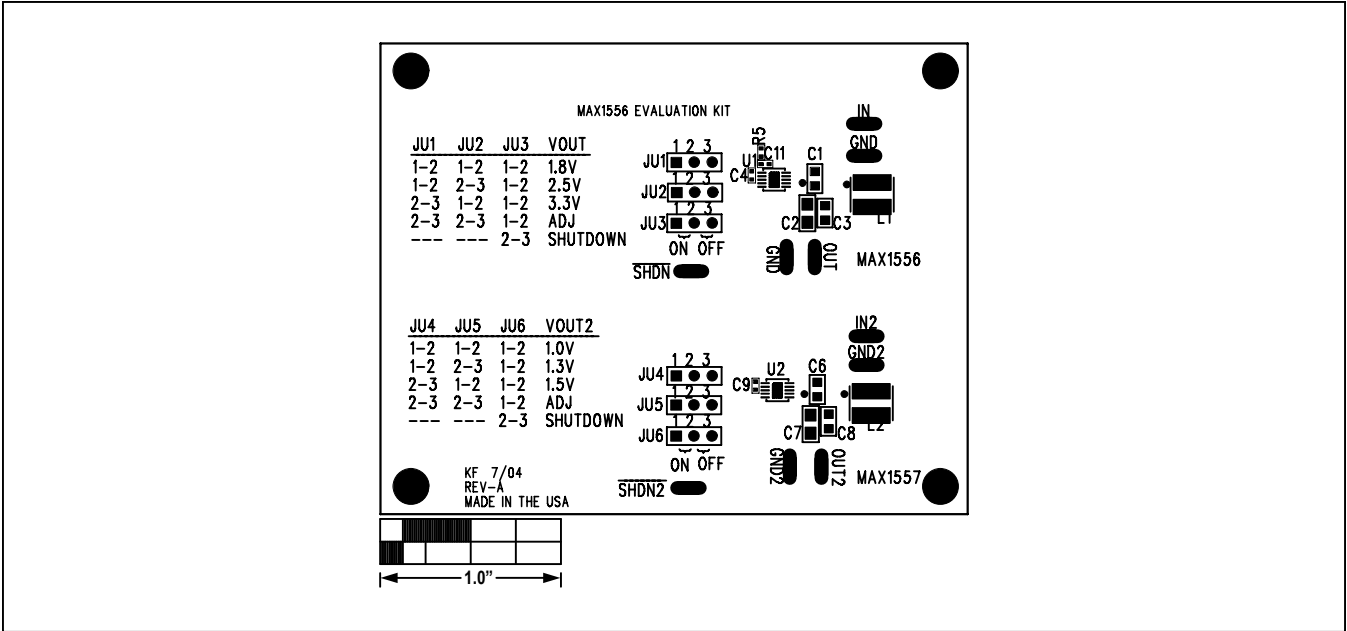 MAX1556 EVALUATION KIT
JU1 JU2 JU3 VOUT
1-2 1-2 1-2 1.8V
1-2 2-3 1-2 2.5V
2-3 1-2 1-2 3.3V
2-3 2-3 1-2 ADJ
--- --- 2-3 SHUTDOWN
1 2 3
JU1
1 2 3
JU2
1 2 3
JU3
ON OFF
SHDN
R5
U1
C11
C4
C1
C2
C3
IN
GND
L1
GND
OUT
MAX1556
JU4 JU5 JU6 VOUT2
1-2 1-2 1-2 1.0V
1-2 2-3 1-2 1.3V
2-3 1-2 1-2 1.5V
2-3 2-3 1-2 ADJ
--- --- 2-3 SHUTDOWN
1 2 3
JU4
1 2 3
JU5
1 2 3
JU6
ON OFF
SHDN2
U2
C9
C6
C7
C8
IN2
GND2
L2
GND2
OUT2
MAX1557
KF 7/04
REV-A
MADE IN THE USA
1.0”